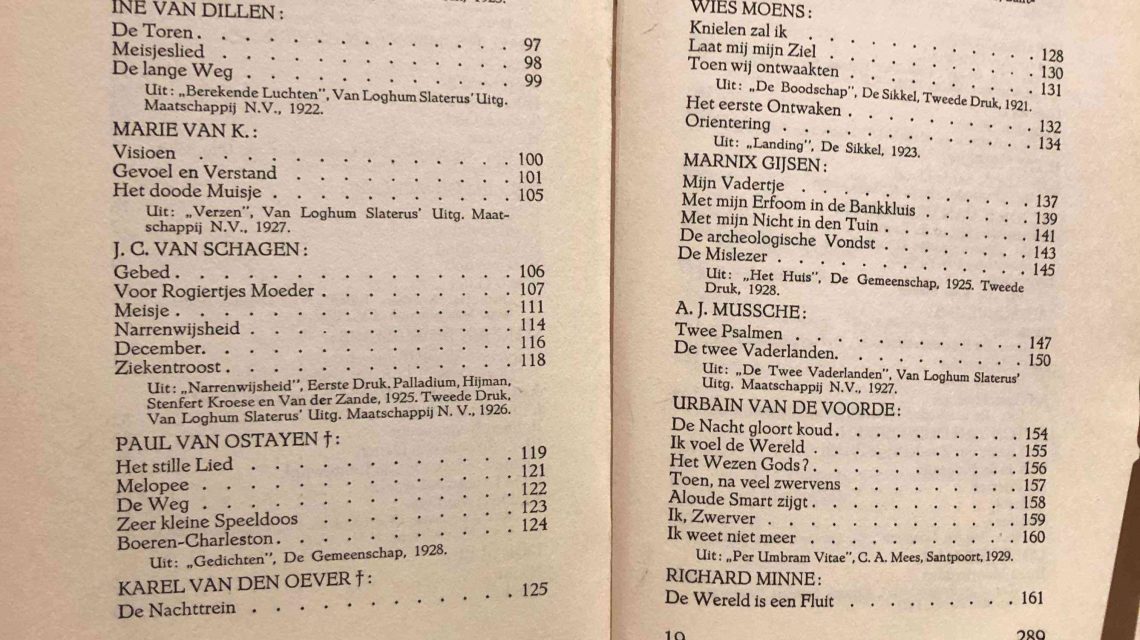 INE VAN DILLEN:
De Toren. . . . . . . . . . . . . . . 97
Meisjeslied . . . . . . . . . . . . . . 98
De lange Weg . . . . . . . . . . . . . 99
Uit: „Berekende Luchten”, Van Loghum Slaterus' Uitg.
Maatschappij N.V., 1922.
MARIE VAN K.:
Visioen . . . . . . . . . . . . . . 100
Gevoel en Verstand . . . . . . . . . . 101
Het doode Muisje . . . . . . . . . . . 105
Uit: „Verzen”, Van Loghum Slaterus' Uitg. Maat-
schappij N.V., 1927.
J. C. VAN SCHAGEN:
Gebed . . . . . . . . . . . . . . . 106
Voor Rogiertjes Moeder . . . . . . . . 107
Meisje . . . . . . . . . . . . . . . 111
Narrenwijsheid . . . . . . . . . . . . 114
December. . . . . . . . . . . . . . 116
Ziekentroost . . . . . . . . . . . . . 118
Uit: „Narrenwijsheid”, Eerste Druk, Palladium, Hijman,
Stenfert Kroese en Van der Zande, 1925. Tweede Druk,
Van Loghum Slaterus' Uitg. Maatschappij N. V., 1926.
PAUL VAN OSTAYEN †:
Het stille Lied . . . . . . . . . . . . 119
Melopee . . . . . . . . . . . . . . 121
De Weg . . . . . . . . . . . . . . 122
Zeer kleine Speeldoos . . . . . . . . . 123
Boeren-Charleston. . . . . . . . . . . 124
Uit: „Gedichten”, De Gemeenschap, 1928.
KAREL VAN DEN OEVER †:
De Nachttrein . . . . . . . . . . . . 125
WIES MOENS:
Knielen zal ik . . . . . . . . . . . . 128
Laat mij mijn Ziel . . . . . . . . . . 130
Toen wij ontwaakten . . . . . . . . . 131
Uit: „De Boodschap”, De Sikkel, Tweede Druk, 1921.
Het eerste Ontwaken . . . . . . . . . 132
Orientering . . . . . . . . . . . . . 134
Uit: „Landing”, De Sikkel, 1923.
MARNIX GIJSEN:
Mijn Vadertje . . . . . . . . . . . . 137
Met mijn Erfoom in de Bankkluis . . . . . 139
Met mijn Nicht in den Tuin . . . . . . . 141
De archeologische Vondst . . . . . . . . 143
De Mislezer . . . . . . . . . . . . . 145
Uit: „Het Huis”, De Gemeenschap, 1925. Tweede
Druk, 1928.
A. J. MUSSCHE:
Twee Psalmen . . . . . . . . . . . . 147
De twee Vaderlanden. . . . . . . . . . 150
Uit: „De Twee Vaderlanden”, Van Loghum Slaterus'
Uitg. Maatschappij N.V., 1927.
URBAIN VAN DE VOORDE:
De Nacht gloort koud. . . . . . . . . . 154
Ik voel de Wereld . . . . . . . . . . 155
Het Wezen Gods? . . . . . . . . . . . 156
Toen, na veel zwervens . . . . . . . . 157
Aloude Smart zijgt . . . . . . . . . . 158
Ik, Zwerver . . . . . . . . . . . . . 159
Ik weet niet meer . . . . . . . . . . 160
Uit: „Per Umbram Vitae”, C. A. Mees, Santpoort, 1929.
RICHARD MINNE:
De Wereld is een Fluit . . . . . . . . . 161
19 289